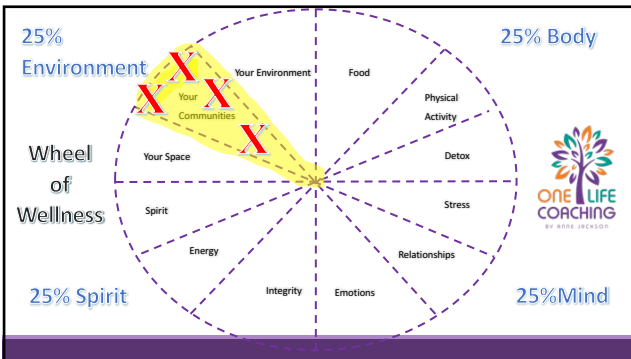 25%
Environment
25% Body
Your Environment
Food
X
X
X
X
Your
Communities
Physical
Activity
Wheel
of
Wellness
Your Space
Detox
ONE LIFE
COACHING
BY ANNE JACKSON
Spirit
Stress
Energy
Relationships
25% Spirit
Integrity
Emotions
25%Mind